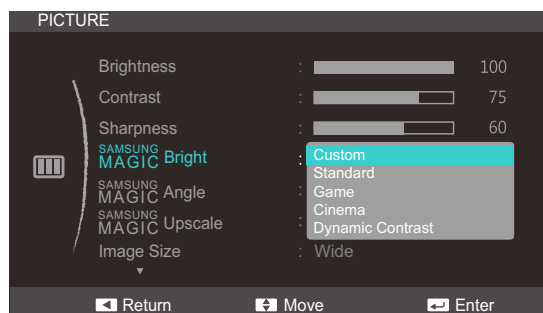 PICTURE
Brightness : 100
Contrast : 75
Sharpness : 60
SAMSUNG
MAGIC Bright : Custom
Standard
SAMSUNG
MAGIC Angle : Game
Cinema
SAMSUNG
MAGIC Upscale : Dynamic Contrast
Image Size : Wide
Return Move Enter